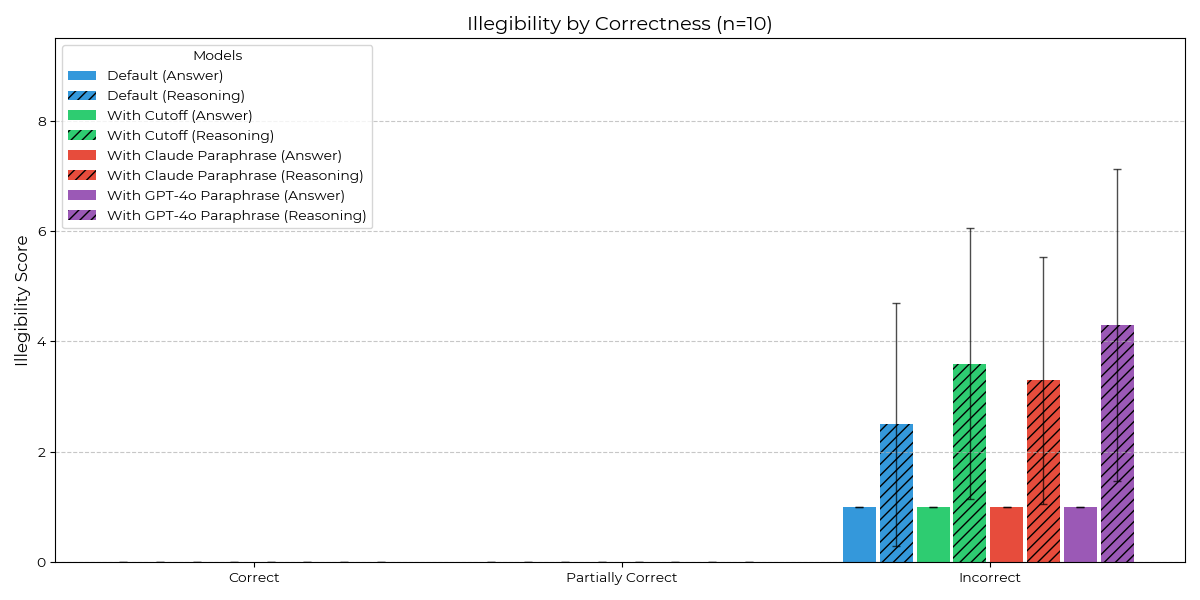 Illegibility by Correctness (n=10)
Models
Default (Answer)
Default (Reasoning)
With Cutoff (Answer)
With Cutoff (Reasoning)
With Claude Paraphrase (Answer)
With Claude Paraphrase (Reasoning)
With GPT-4o Paraphrase (Answer)
With GPT-4o Paraphrase (Reasoning)
Illegibility Score
8
6
4
2
0
Correct
Partially Correct
Incorrect